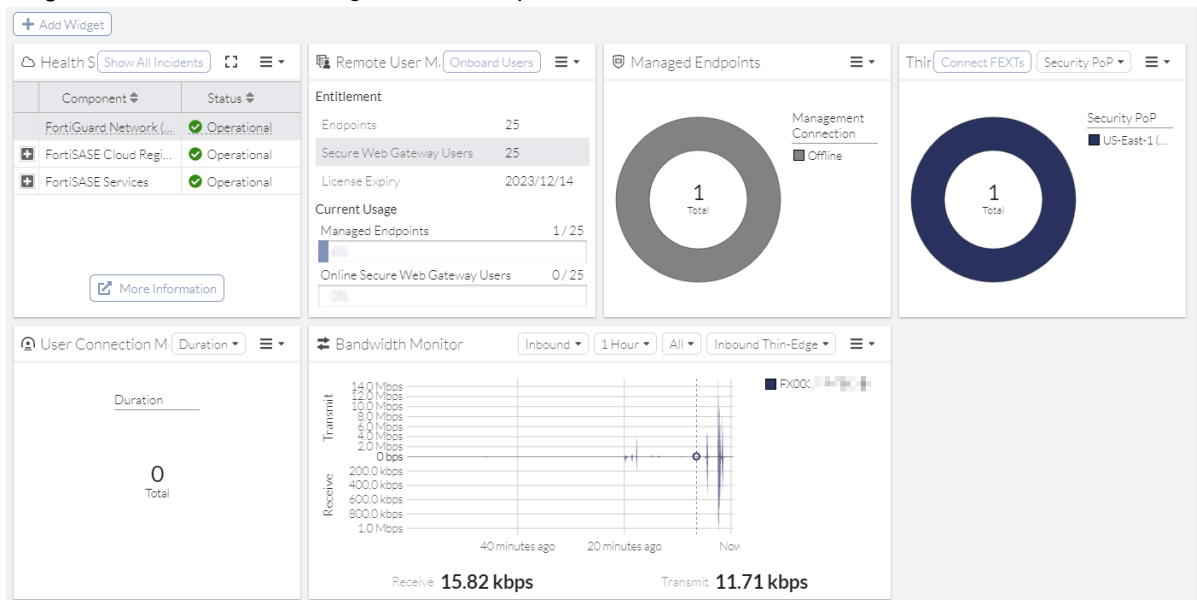 Add Widget
Health S Show All Incidents
Component Status
FortiGuard Network (... Operational
FortiSASE Cloud Regi... Operational
FortiSASE Services Operational
More Information
Remote User M Onboard Users
Entitlement
Endpoints 25
Secure Web Gateway Users 25
License Expiry 2023/12/14
Current Usage
Managed Endpoints 1/25
4%
Online Secure Web Gateway Users 0/25
0%
Managed Endpoints
Management
Connection
Offline
1
Total
Thir Connect FEXTs Security PoP
Security PoP
US-East-1 (...
1
Total
User Connection M Duration
Duration
0
Total
Bandwidth Monitor Inbound 1 Hour All Inbound Thin-Edge
Transmit
14.0 Mbps
12.0 Mbps
10.0 Mbps
8.0 Mbps
6.0 Mbps
4.0 Mbps
2.0 Mbps
0 bps
Receive
200.0 kbps
400.0 kbps
600.0 kbps
800.0 kbps
1.0 Mbps
40 minutes ago 20 minutes ago Now
FX00
Receive 15.82 kbps Transmit 11.71 kbps